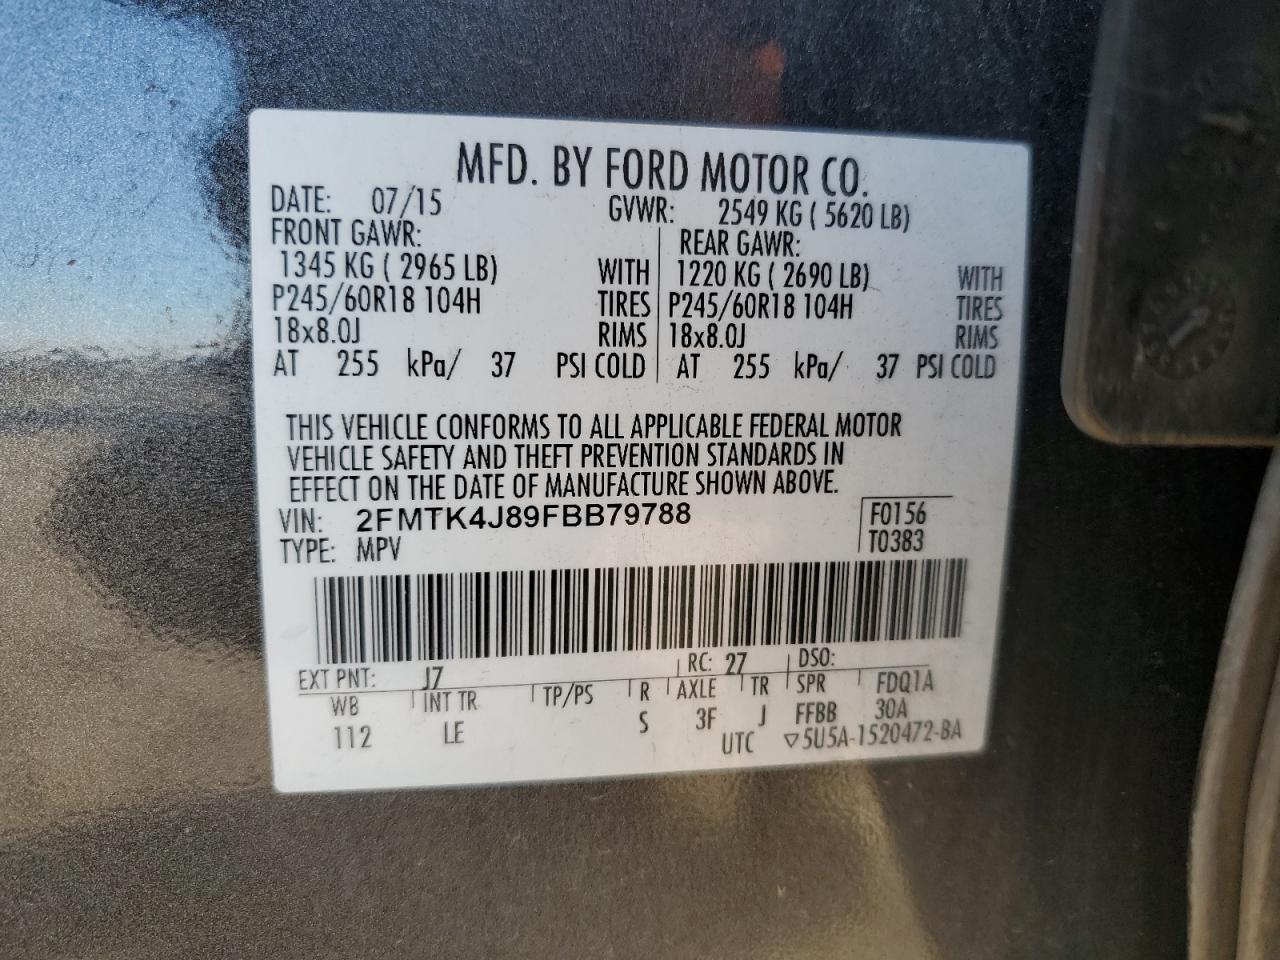 MFD. BY FORD MOTOR CO.
DATE: 07/15 GVWR: 2549 KG ( 5620 LB)
FRONT GAWR: REAR GAWR:
1345 KG ( 2965 LB) WITH 1220 KG ( 2690 LB) WITH
P245/60R18 104H TIRES P245/60R18 104H TIRES
18x8.0J RIMS 18x8.0J RIMS
AT 255 kPa/ 37 PSI COLD AT 255 kPa/ 37 PSI COLD
THIS VEHICLE CONFORMS TO ALL APPLICABLE FEDERAL MOTOR
VEHICLE SAFETY AND THEFT PREVENTION STANDARDS IN
EFFECT ON THE DATE OF MANUFACTURE SHOWN ABOVE.
VIN: 2FMTK4J89FBB79788 F0156
TYPE: MPV T0383
EXT PNT: J7 RC: 27 DSO:
WB INT TR TP/PS R AXLE TR SPR FDQ1A
112 LE S 3F J FFBB 30A
UTC ▽5U5A-1520472-BA